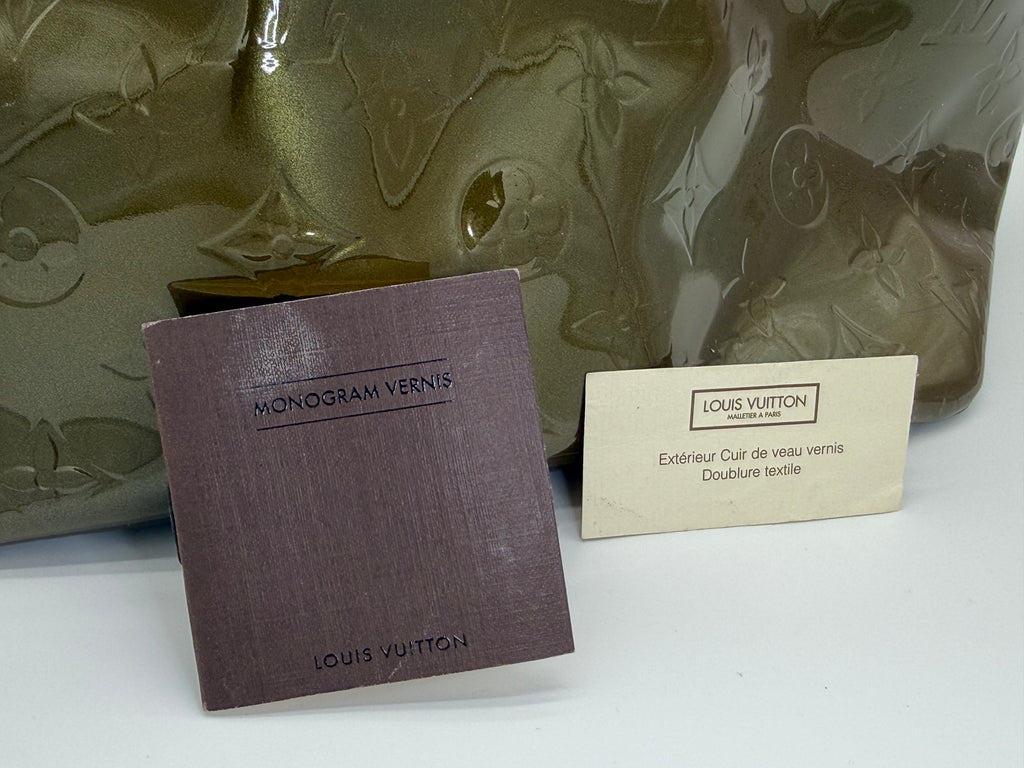 MONOGRAM VERNIS
LOUIS VUITTON
LOUIS VUITTON
MALLETIER A PARIS
Extérieur Cuir de veau vernis
Doublure textile